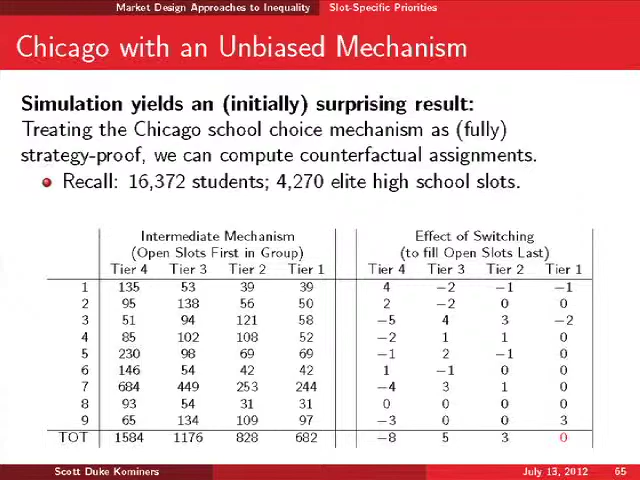 Market Design Approaches to Inequality Slot-Specific Priorities
Chicago with an Unbiased Mechanism
Simulation yields an (initially) surprising result:
Treating the Chicago school choice mechanism as (fully)
strategy-proof, we can compute counterfactual assignments.
Recall: 16,372 students; 4,270 elite high school slots.
Intermediate Mechanism Effect of Switching
(Open Slots First in Group) (to fill Open Slots Last)
Tier 4 Tier 3 Tier 2 Tier 1 Tier 4 Tier 3 Tier 2 Tier 1
1 135 53 39 39 4 −2 −1 −1
2 95 138 56 50 2 −2 0 0
3 51 94 121 58 −5 4 3 −2
4 85 102 108 52 −2 1 1 0
5 230 98 69 69 −1 2 −1 0
6 146 54 42 42 1 −1 0 0
7 684 449 253 244 −4 3 1 0
8 93 54 31 31 0 0 0 0
9 65 134 109 97 −3 0 0 3
TOT 1584 1176 828 682 −8 5 3 0
Scott Duke Kominers July 13, 2012 65